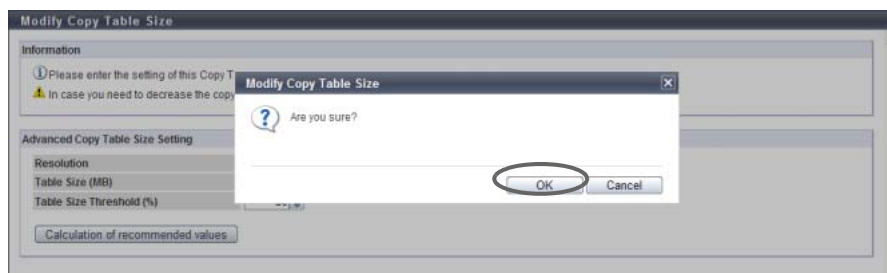 Modify Copy Table Size
Information
Please enter the setting of this Copy T
In case you need to decrease the copy
Modify Copy Table Size
Are you sure?
OK Cancel
Advanced Copy Table Size Setting
Resolution
Table Size (MB)
Table Size Threshold (%)
Calculation of recommended values